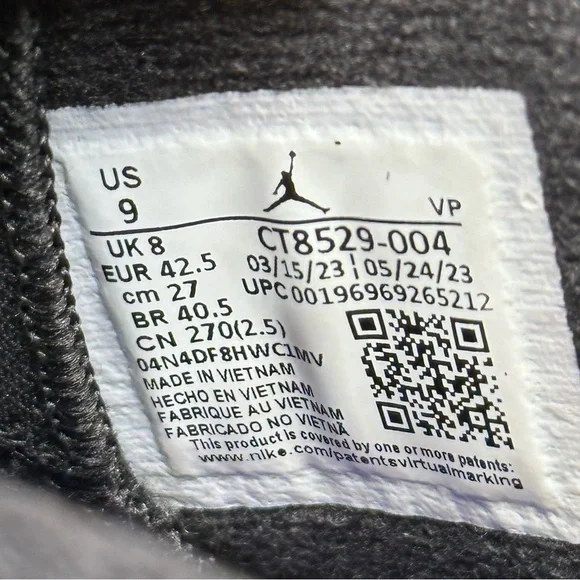 US
9
VP
UK 8
EUR 42.5
cm 27
BR 40.5
CN 270(2.5)
CT8529-004
03/15/23 | 05/24/23
UPC00196969265212
04N4DF8HWC1MV
MADE IN VIETNAM
HECHO EN VIETNAM
FABRIQUE AU VIETNAM
FABRICADO NO VIETNÃ
This product is covered by one or more patents:
www.nike.com/patentsvirtualmarking